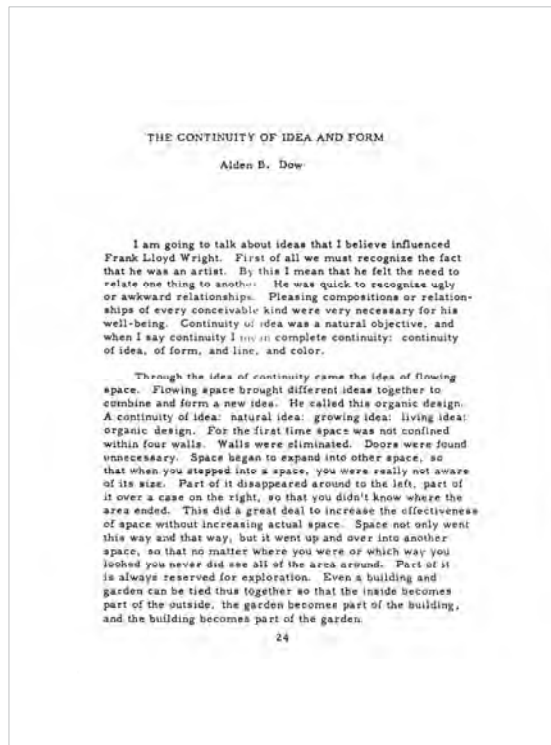 THE CONTINUITY OF IDEA AND FORM
Alden B. Dow
I am going to talk about ideas that I believe influenced
Frank Lloyd Wright. First of all we must recognize the fact
that he was an artist. By this I mean that he felt the need to
relate one thing to another. He was quick to recognize ugly
or awkward relationships. Pleasing compositions or relation-
ships of every conceivable kind were very necessary for his
well-being. Continuity of idea was a natural objective, and
when I say continuity I mean complete continuity: continuity
of idea, of form, and line, and color.
Through the idea of continuity came the idea of flowing
space. Flowing space brought different ideas together to
combine and form a new idea. He called this organic design.
A continuity of idea: natural idea: growing idea: living idea:
organic design. For the first time space was not confined
within four walls. Walls were eliminated. Doors were found
unnecessary. Space began to expand into other space, so
that when you stepped into a space, you were really not aware
of its size. Part of it disappeared around to the left, part of
it over a case on the right, so that you didn't know where the
area ended. This did a great deal to increase the effectiveness
of space without increasing actual space. Space not only went
this way and that way, but it went up and over into another
space, so that no matter where you were or which way you
looked you never did see all of the area around. Part of it
is always reserved for exploration. Even a building and
garden can be tied thus together so that the inside becomes
part of the outside, the garden becomes part of the building,
and the building becomes part of the garden.
24